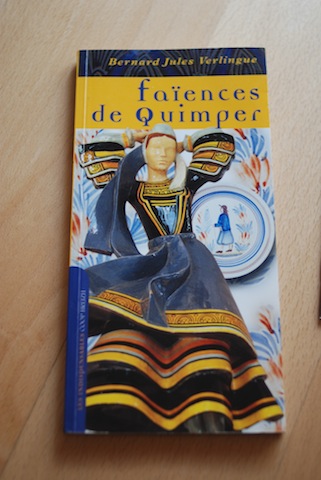 Bernard Jules Verlingue
faïences
de Quimper